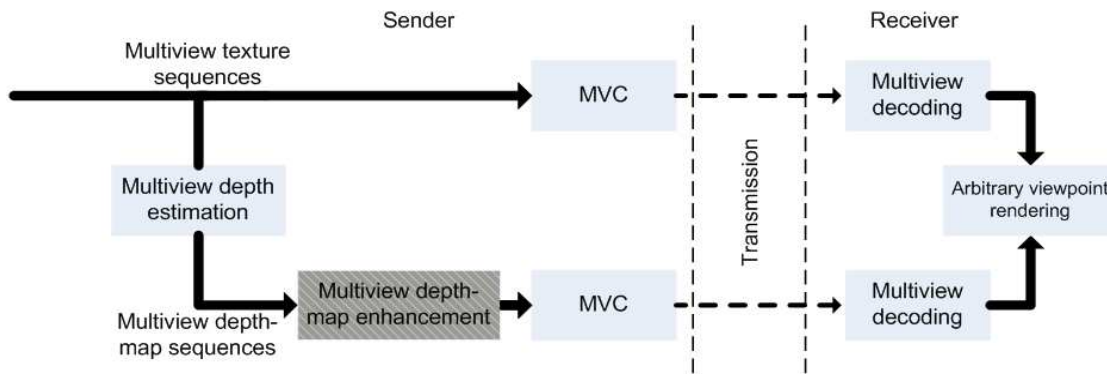 Sender
Receiver
Multiview texture
sequences
MVC
Multiview
decoding
Transmission
Multiview depth
estimation
Arbitrary viewpoint
rendering
Multiview depth-
map enhancement
MVC
Multiview
decoding
Multiview depth-
map sequences